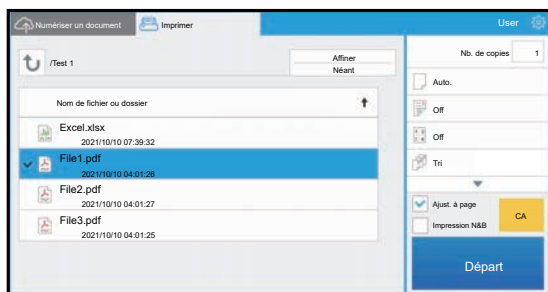 Numériser un document
Imprimer
User
/Test 1
Affiner
Néant
Nom de fichier ou dossier
Excel.xlsx
2021/10/10 07:39:32
File1.pdf
2021/10/10 04:01:26
File2.pdf
2021/10/10 04:01:27
File3.pdf
2021/10/10 04:01:25
Nb. de copies 1
Auto.
Off
Off
Tri
Ajust. à page
Impression N&B
CA
Départ